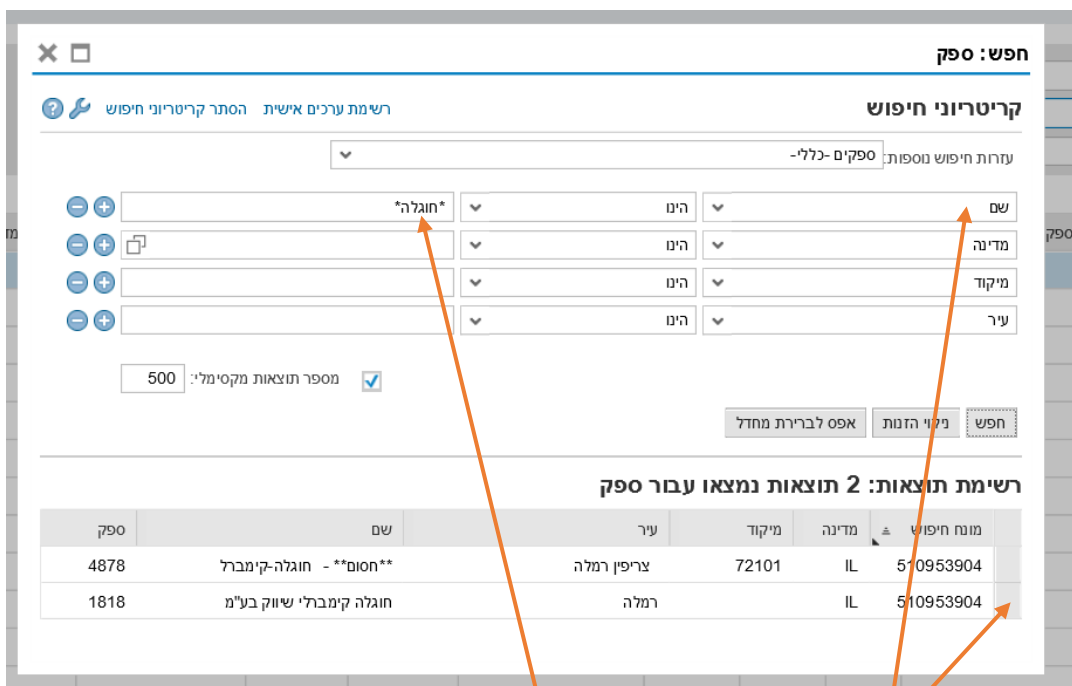 חפש: ספק
קריטריוני חיפוש
רשימת ערכים אישית הסתר קריטריוני חיפוש
עזרות חיפוש נוספות: ספקים -כללי-
שם הינו *חוגלה*
מדינה הינו
מיקוד הינו
עיר הינו
מספר תוצאות מקסימלי: 500
חפש ניקוי הזנות אפס לברירת מחדל
רשימת תוצאות: 2 תוצאות נמצאו עבור ספק
מונח חיפוש מדינה מיקוד עיר שם ספק
510953904 IL 72101 צריפין רמלה **חסום** - חוגלה-קימברל 4878
510953904 IL רמלה חוגלה קימברלי שיווק בע"מ 1818
ספק